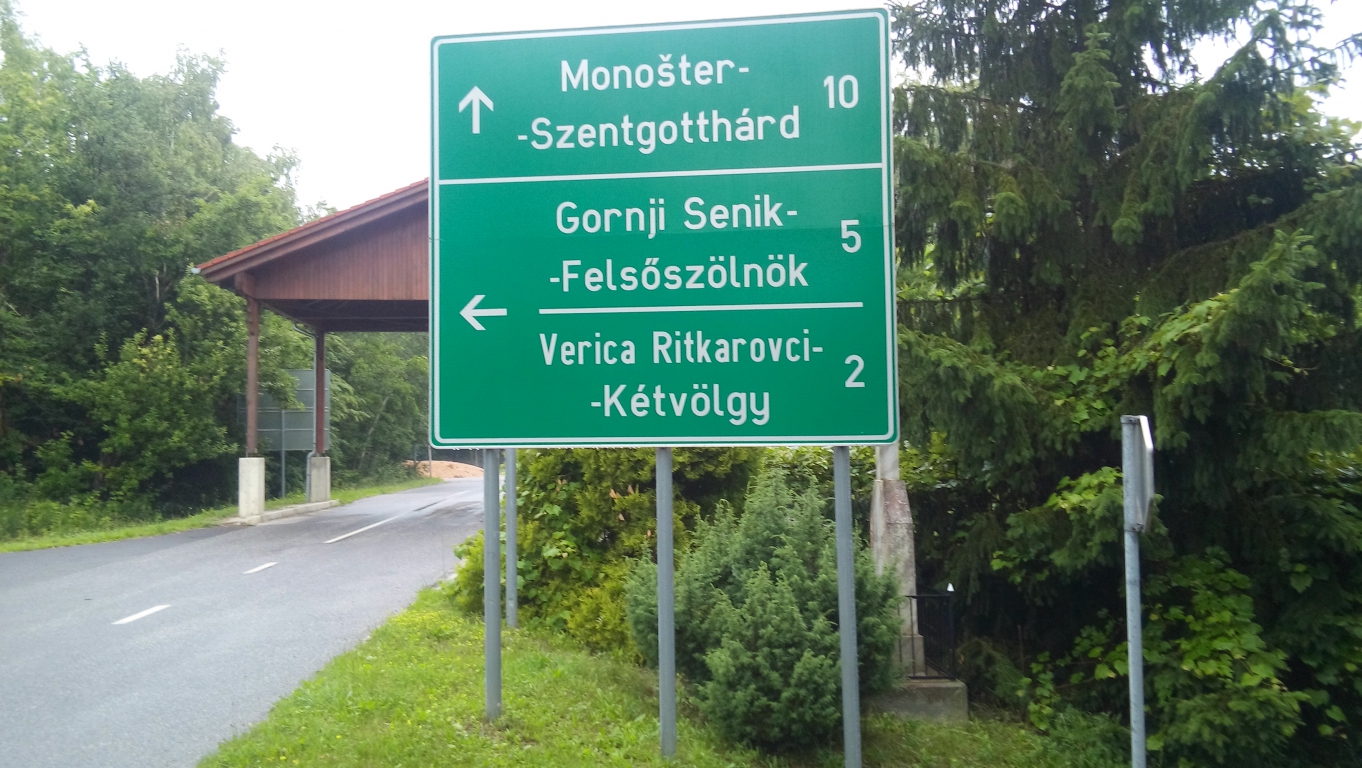 Monošter-
-Szentgotthárd
10
Gornji Senik-
-Felsőszölnök
5
Verica Ritkarovci-
-Kétvölgy
2